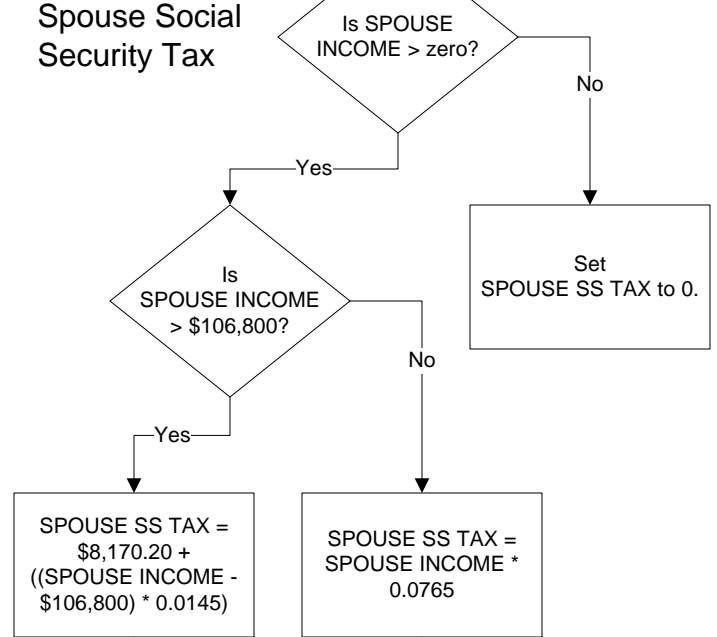 Spouse Social
Security Tax
Is SPOUSE
INCOME > zero?
No
Yes
Set
SPOUSE SS TAX to 0.
Is
SPOUSE INCOME
> $106,800?
No
Yes
SPOUSE SS TAX =
$8,170.20 +
((SPOUSE INCOME -
$106,800) * 0.0145)
SPOUSE SS TAX =
SPOUSE INCOME *
0.0765